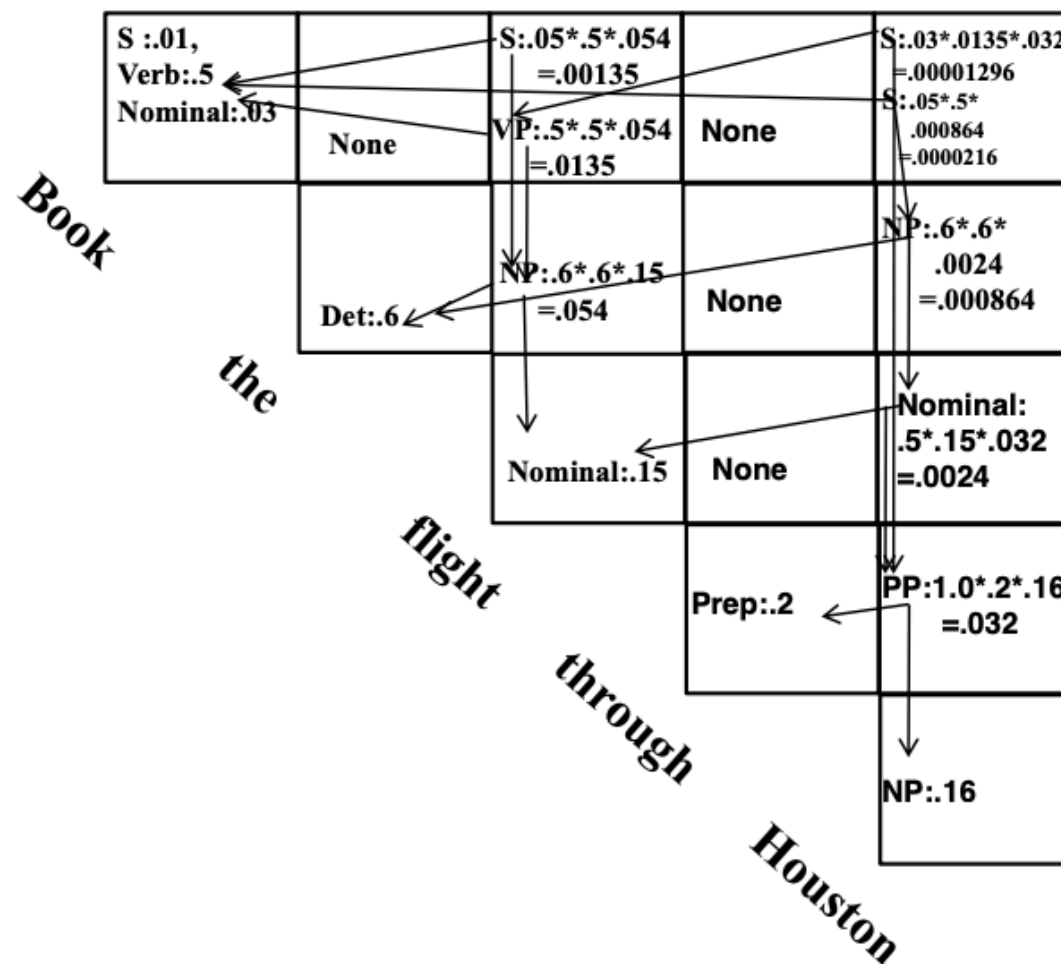 S :.01,
Verb:.5
Nominal:.03
None
S:.05*.5*.054
=.00135
VP:.5*.5*.054
=.0135
None
S:.03*.0135*.032
=.00001296
S:.05*.5*
.000864
=.0000216
Book
Det:.6
NP:.6*.6*.15
=.054
None
NP:.6*.6*
.0024
=.000864
the
Nominal:.15
None
Nominal:
.5*.15*.032
=.0024
flight
Prep:.2
PP:1.0*.2*.16
=.032
through
NP:.16
Houston